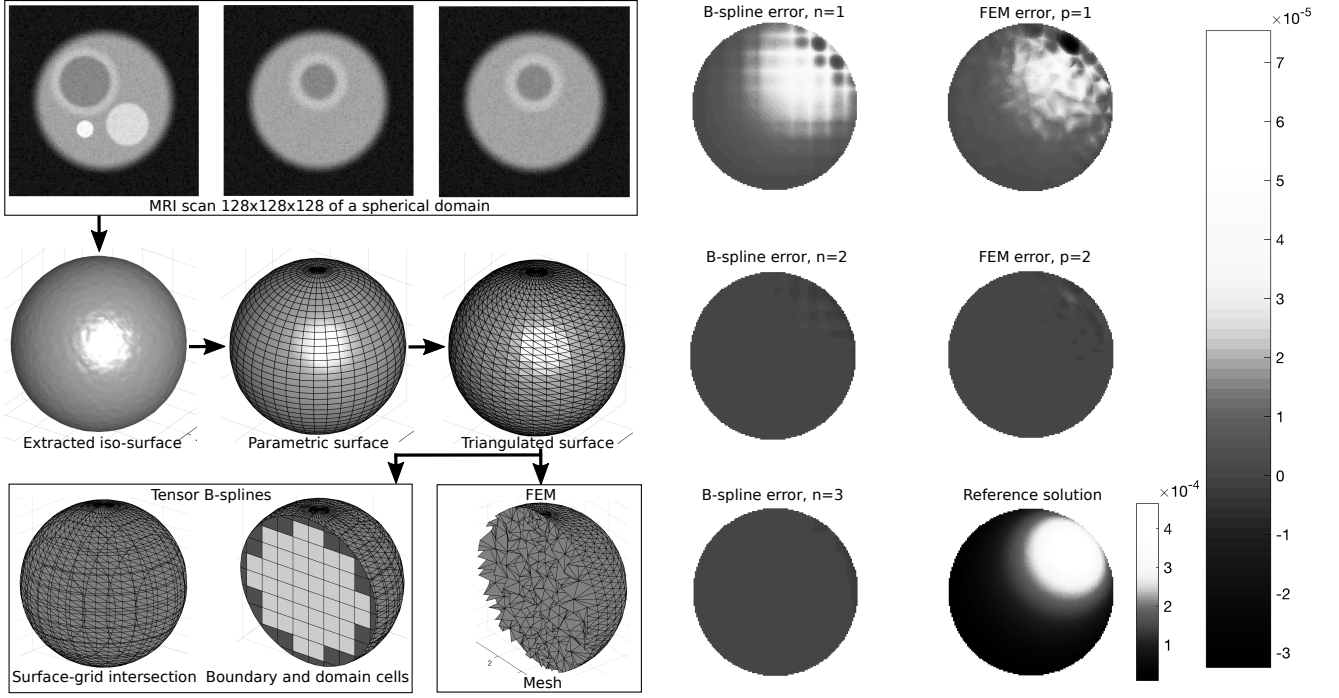 MRI scan 128x128x128 of a spherical domain
Extracted iso-surface
Parametric surface
Triangulated surface
Tensor B-splines
Surface-grid intersection
Boundary and domain cells
FEM
2
Mesh
B-spline error, n=1
FEM error, p=1
B-spline error, n=2
FEM error, p=2
B-spline error, n=3
Reference solution
×10⁻⁴
4
3
2
1
×10⁻⁵
7
6
5
4
3
2
1
0
-1
-2
-3